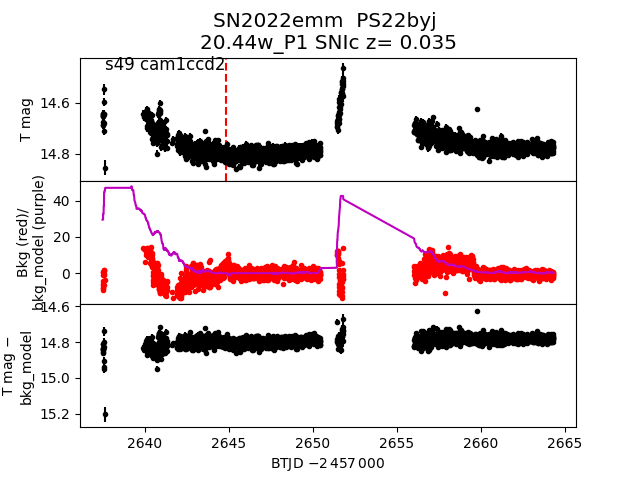 SN2022emm  PS22byj
20.44w_P1 SNIc z= 0.035
s49 cam1ccd2
T mag
14.6
14.8
Bkg (red)/
bkg_model (purple)
40
20
0
T mag −
bkg_model
14.6
14.8
15.0
15.2
2640
2645
2650
2655
2660
2665
BTJD −2 457 000